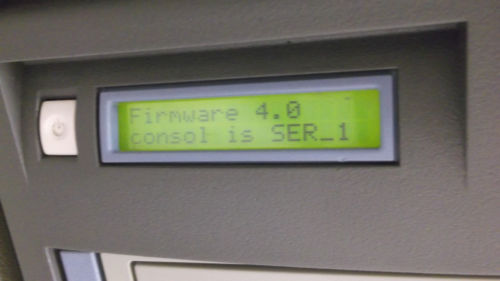 Firmware 4.0
consol is SER_1